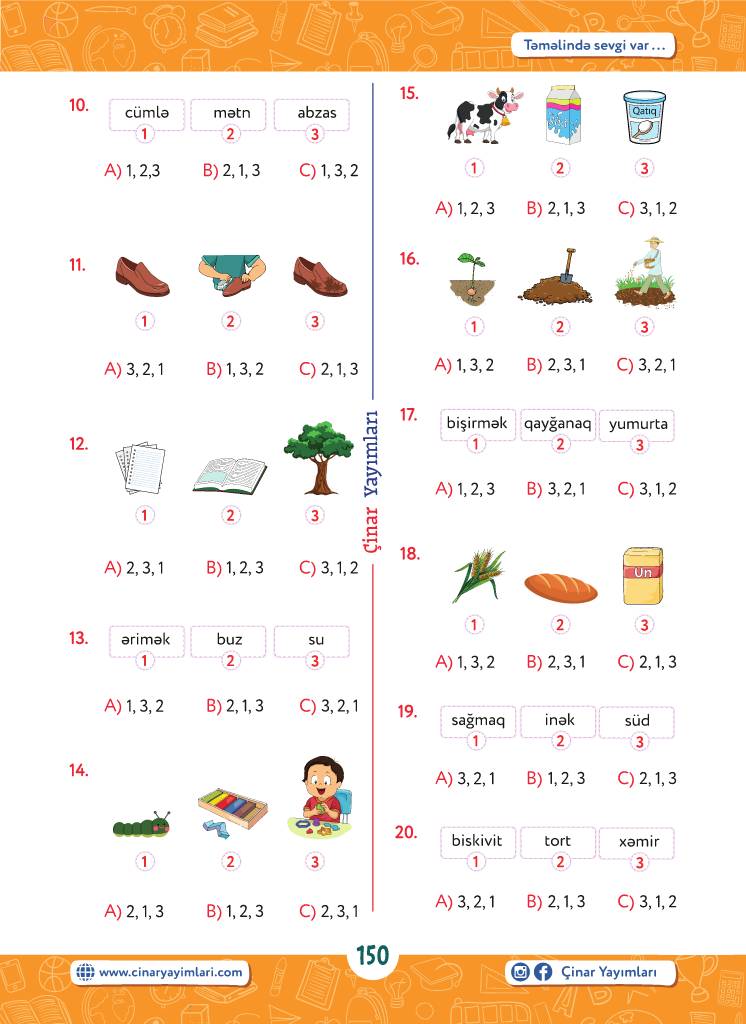 Təməlində sevgi var ...
10.
cümlə mətn abzas
1 2 3
A) 1, 2,3 B) 2, 1, 3 C) 1, 3, 2
11.
1 2 3
A) 3, 2, 1 B) 1, 3, 2 C) 2, 1, 3
12.
1 2 3
A) 2, 3, 1 B) 1, 2, 3 C) 3, 1, 2
13.
ərimək buz su
1 2 3
A) 1, 3, 2 B) 2, 1, 3 C) 3, 2, 1
14.
1 2 3
A) 2, 1, 3 B) 1, 2, 3 C) 2, 3, 1
Çinar Yayımları
15.
Süd Qatıq
1 2 3
A) 1, 2, 3 B) 2, 1, 3 C) 3, 1, 2
16.
1 2 3
A) 1, 3, 2 B) 2, 3, 1 C) 3, 2, 1
17.
bişirmək qayğanaq yumurta
1 2 3
A) 1, 2, 3 B) 3, 2, 1 C) 3, 1, 2
18.
Un
1 2 3
A) 1, 3, 2 B) 2, 3, 1 C) 2, 1, 3
19.
sağmaq inək süd
1 2 3
A) 3, 2, 1 B) 1, 2, 3 C) 2, 1, 3
20.
biskivit tort xəmir
1 2 3
A) 3, 2, 1 B) 2, 1, 3 C) 3, 1, 2
150
www.cinaryayimlari.com
Çinar Yayımları